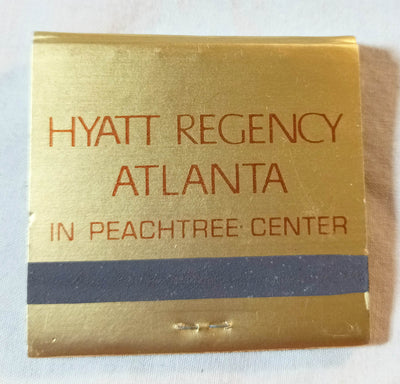 HYATT REGENCY
ATLANTA
IN PEACHTREE CENTER